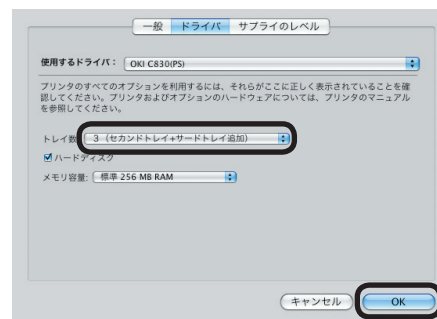 一般 ドライバ サプライのレベル
使用するドライバ： OKI C830(PS)
プリンタのすべてのオプションを利用するには、それらがここに正しく表示されていることを確
認してください。プリンタおよびオプションのハードウェアについては、プリンタのマニュアル
を参照してください。
トレイ数: 3（セカンドトレイ+サードトレイ追加）
ハードディスク
メモリ容量: 標準 256 MB RAM
キャンセル OK